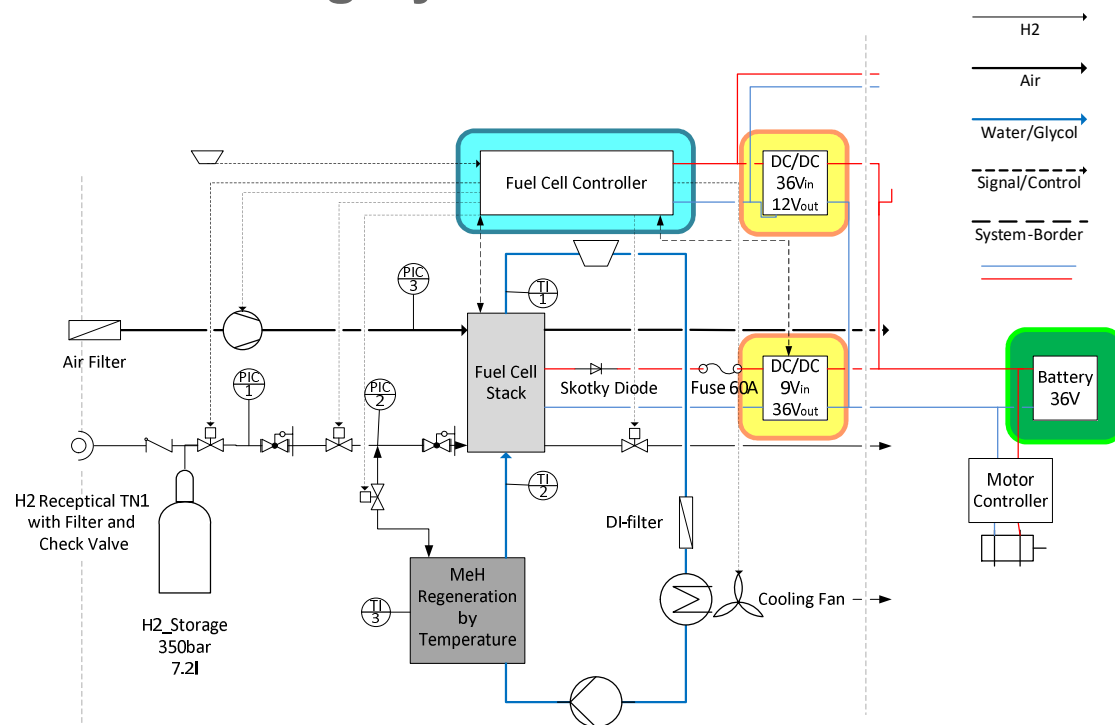 H2
Air
Water/Glycol
Signal/Control
System-Border
Fuel Cell Controller
DC/DC
36Vin
12Vout
PIC
3
TI
1
Air Filter
PIC
1
PIC
2
Fuel Cell
Stack
Skotky Diode
Fuse 60A
DC/DC
9Vin
36Vout
Battery
36V
TI
2
H2 Receptical TN1
with Filter and
Check Valve
DI-filter
Motor
Controller
MeH
Regeneration
by
Temperature
TI
3
Cooling Fan
H2_Storage
350bar
7.2l